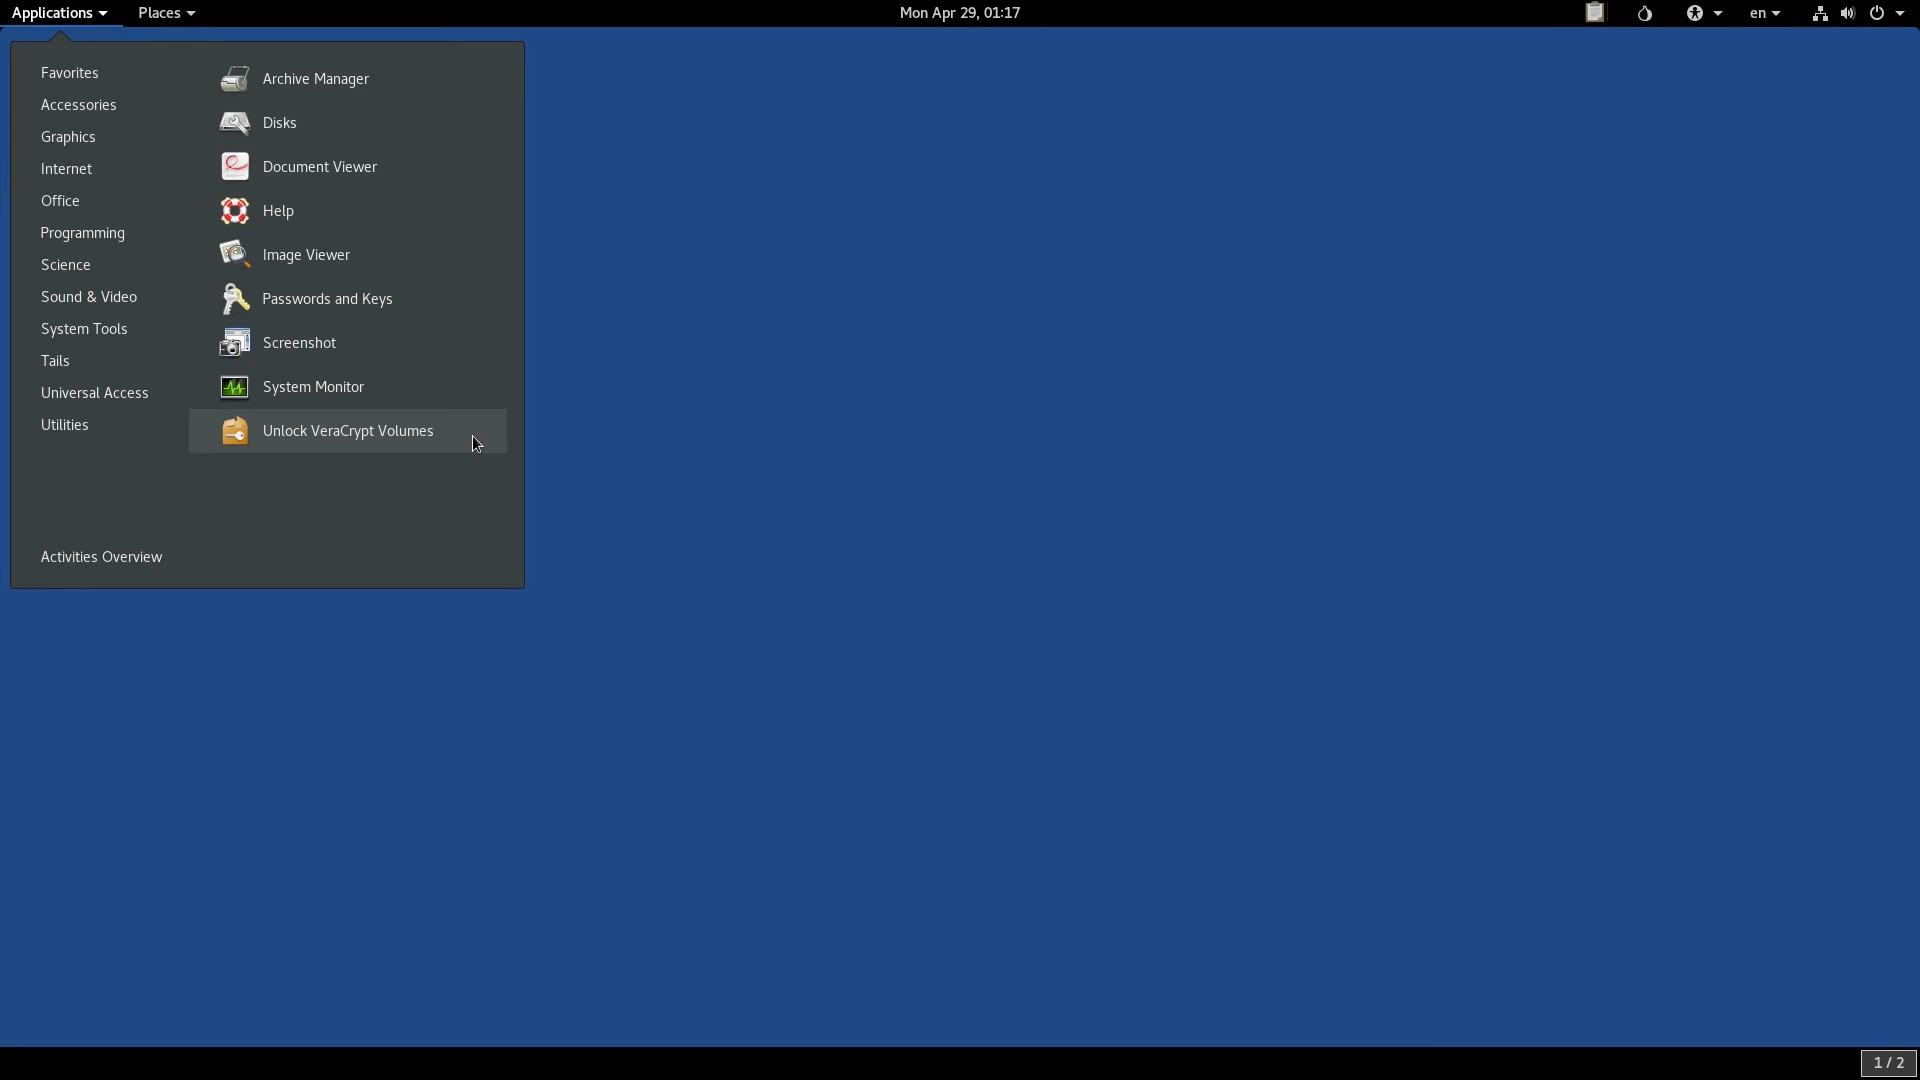 Applications Places Mon Apr 29, 01:17 en
Favorites
Accessories
Graphics
Internet
Office
Programming
Science
Sound & Video
System Tools
Tails
Universal Access
Utilities
Activities Overview
Archive Manager
Disks
Document Viewer
Help
Image Viewer
Passwords and Keys
Screenshot
System Monitor
Unlock VeraCrypt Volumes
1 / 2